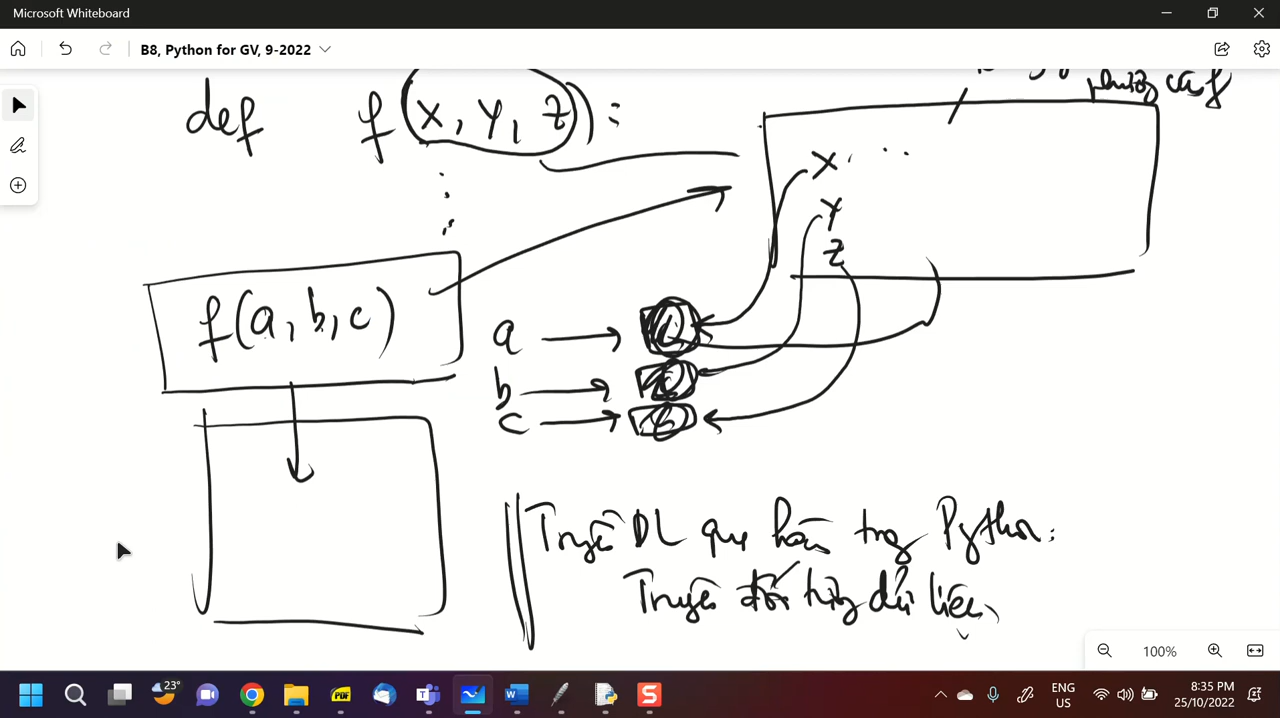 Microsoft Whiteboard
B8, Python for GV, 9-2022
def f(x, y, z):
x
y
z
f(a, b, c)
a
b
c
Truyền DL qua hàm trong Python:
Truyền đối tượng dữ liệu
100%
23°
PDF
ENG
US
8:35 PM
25/10/2022